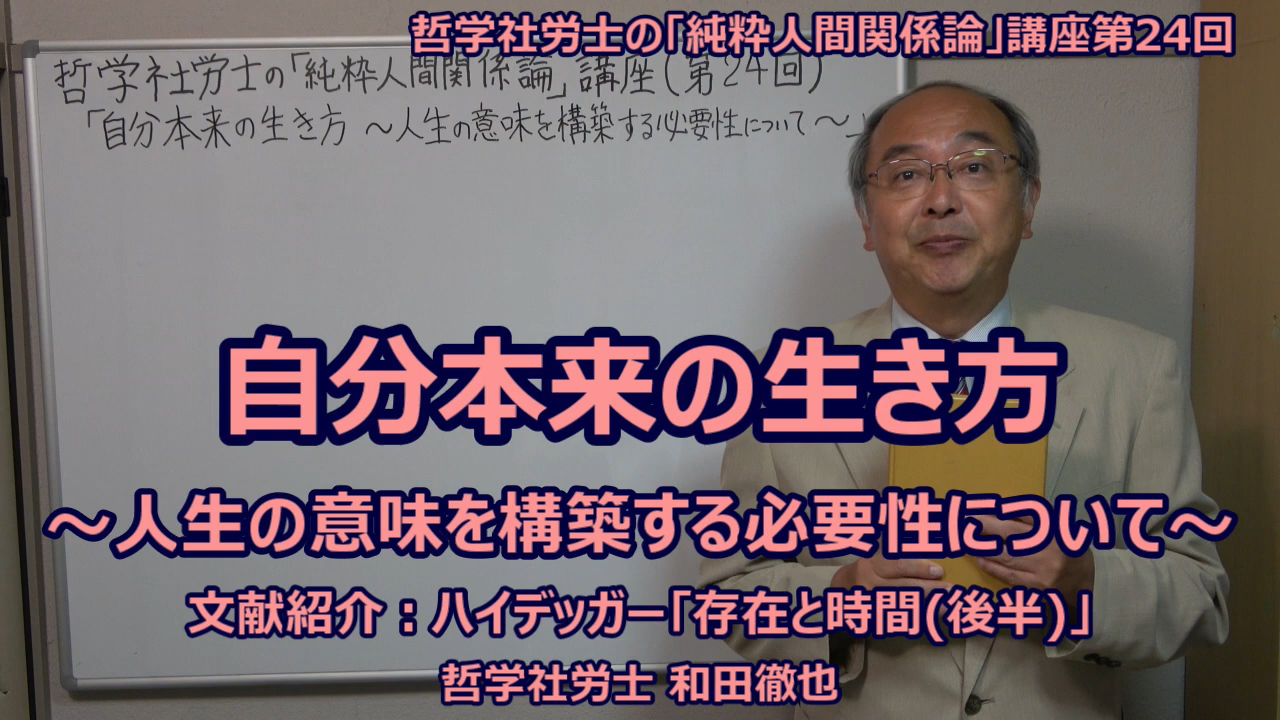 哲学社労士の「純粋人間関係論」講座第24回
哲学社労士の「純粋人間関係論」講座(第24回)
「自分本来の生き方 ～人生の意味を構築する必要性について～」
自分本来の生き方
～人生の意味を構築する必要性について～
文献紹介：ハイデッガー「存在と時間(後半)」
哲学社労士 和田徹也